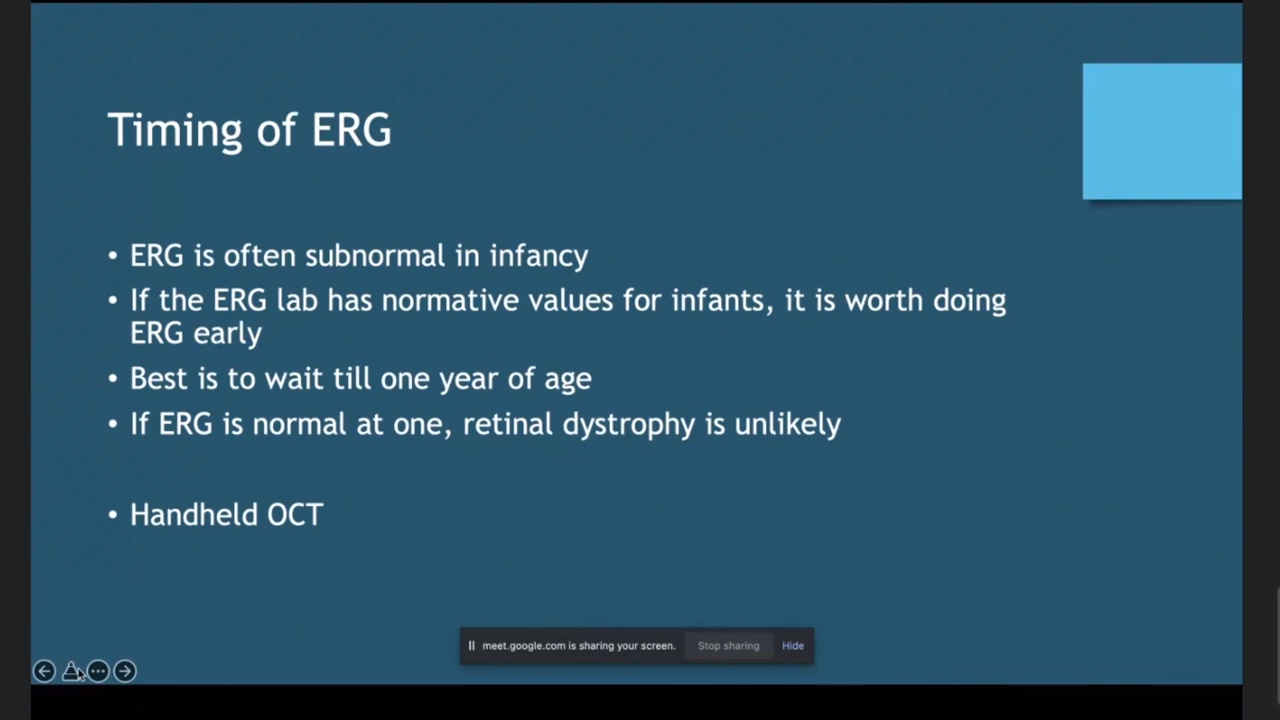 Timing of ERG
• ERG is often subnormal in infancy
• If the ERG lab has normative values for infants, it is worth doing
ERG early
• Best is to wait till one year of age
• If ERG is normal at one, retinal dystrophy is unlikely
• Handheld OCT
meet.google.com is sharing your screen. Stop sharing Hide